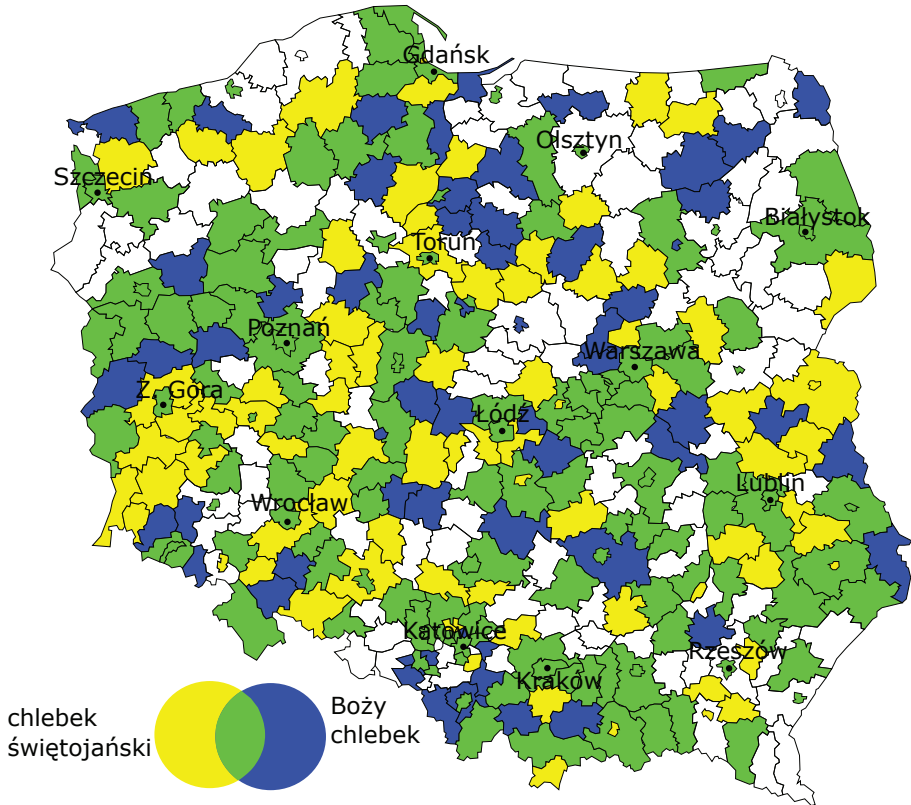 Gdańsk
Olsztyn
Szczecin
Białystok
Toruń
Poznań
Warszawa
Z. Góra
Łódź
Lublin
Wrocław
Katowice
Rzeszów
Kraków
chlebek
świętojański
Boży
chlebek